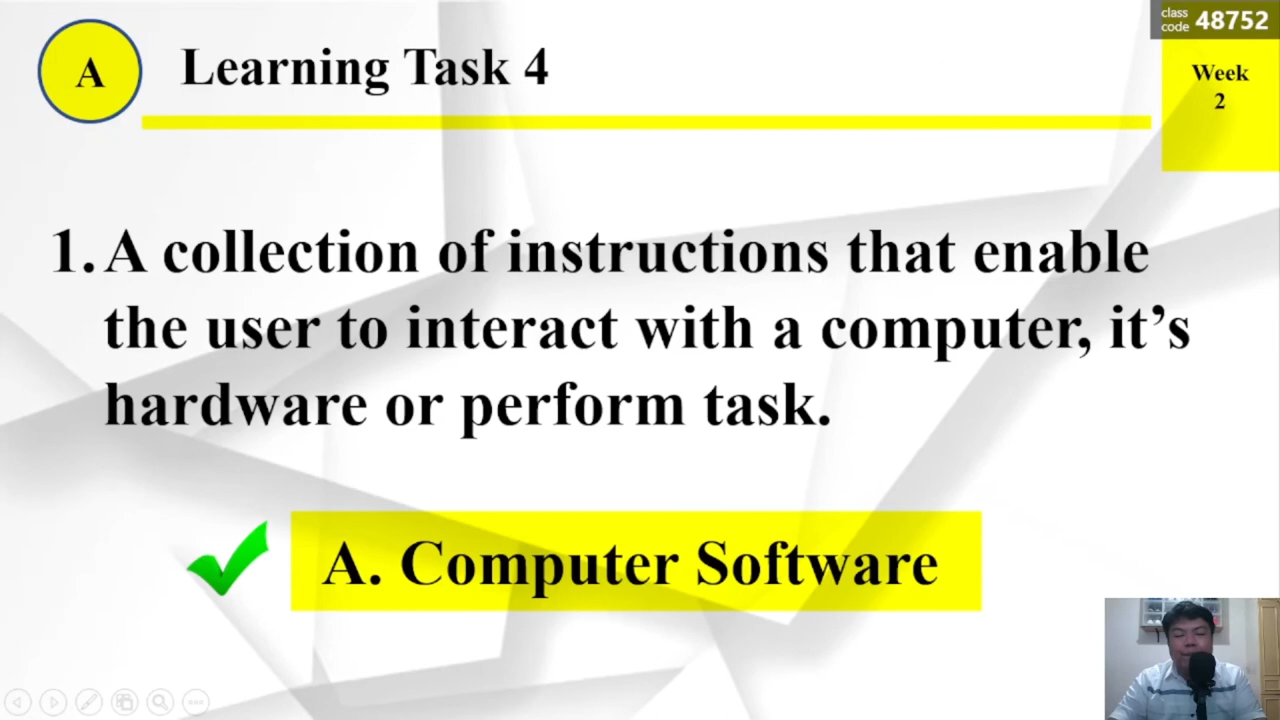 class
code 48752
A
Learning Task 4
Week
2
1. A collection of instructions that enable
the user to interact with a computer, it’s
hardware or perform task.
A. Computer Software